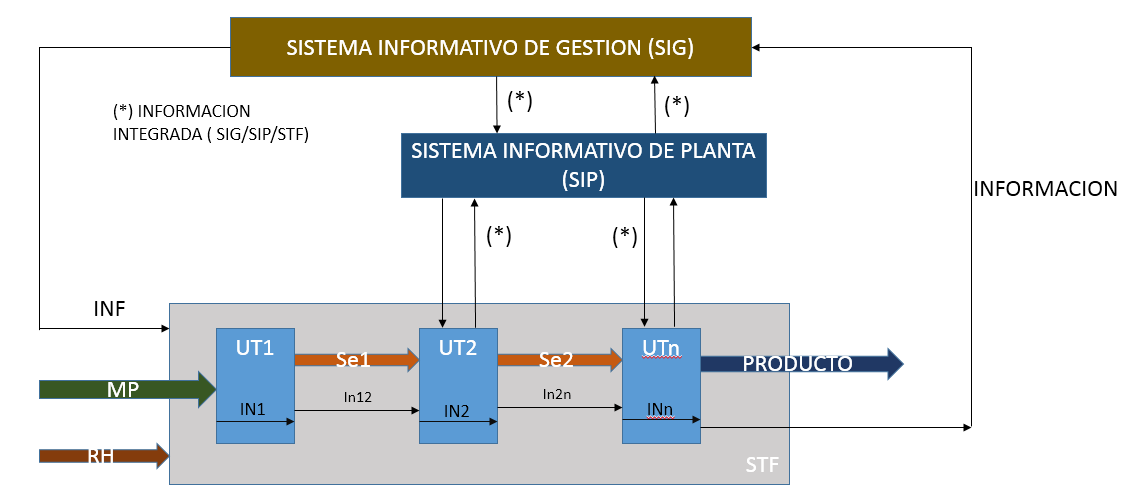 SISTEMA INFORMATIVO DE GESTION (SIG)
(*) INFORMACION
INTEGRADA ( SIG/SIP/STF)
(*)
(*)
SISTEMA INFORMATIVO DE PLANTA
(SIP)
INFORMACION
(*)
(*)
INF
UT1
Se1
UT2
Se2
UTn
PRODUCTO
MP
IN1
In12
IN2
In2n
INn
RH
STF